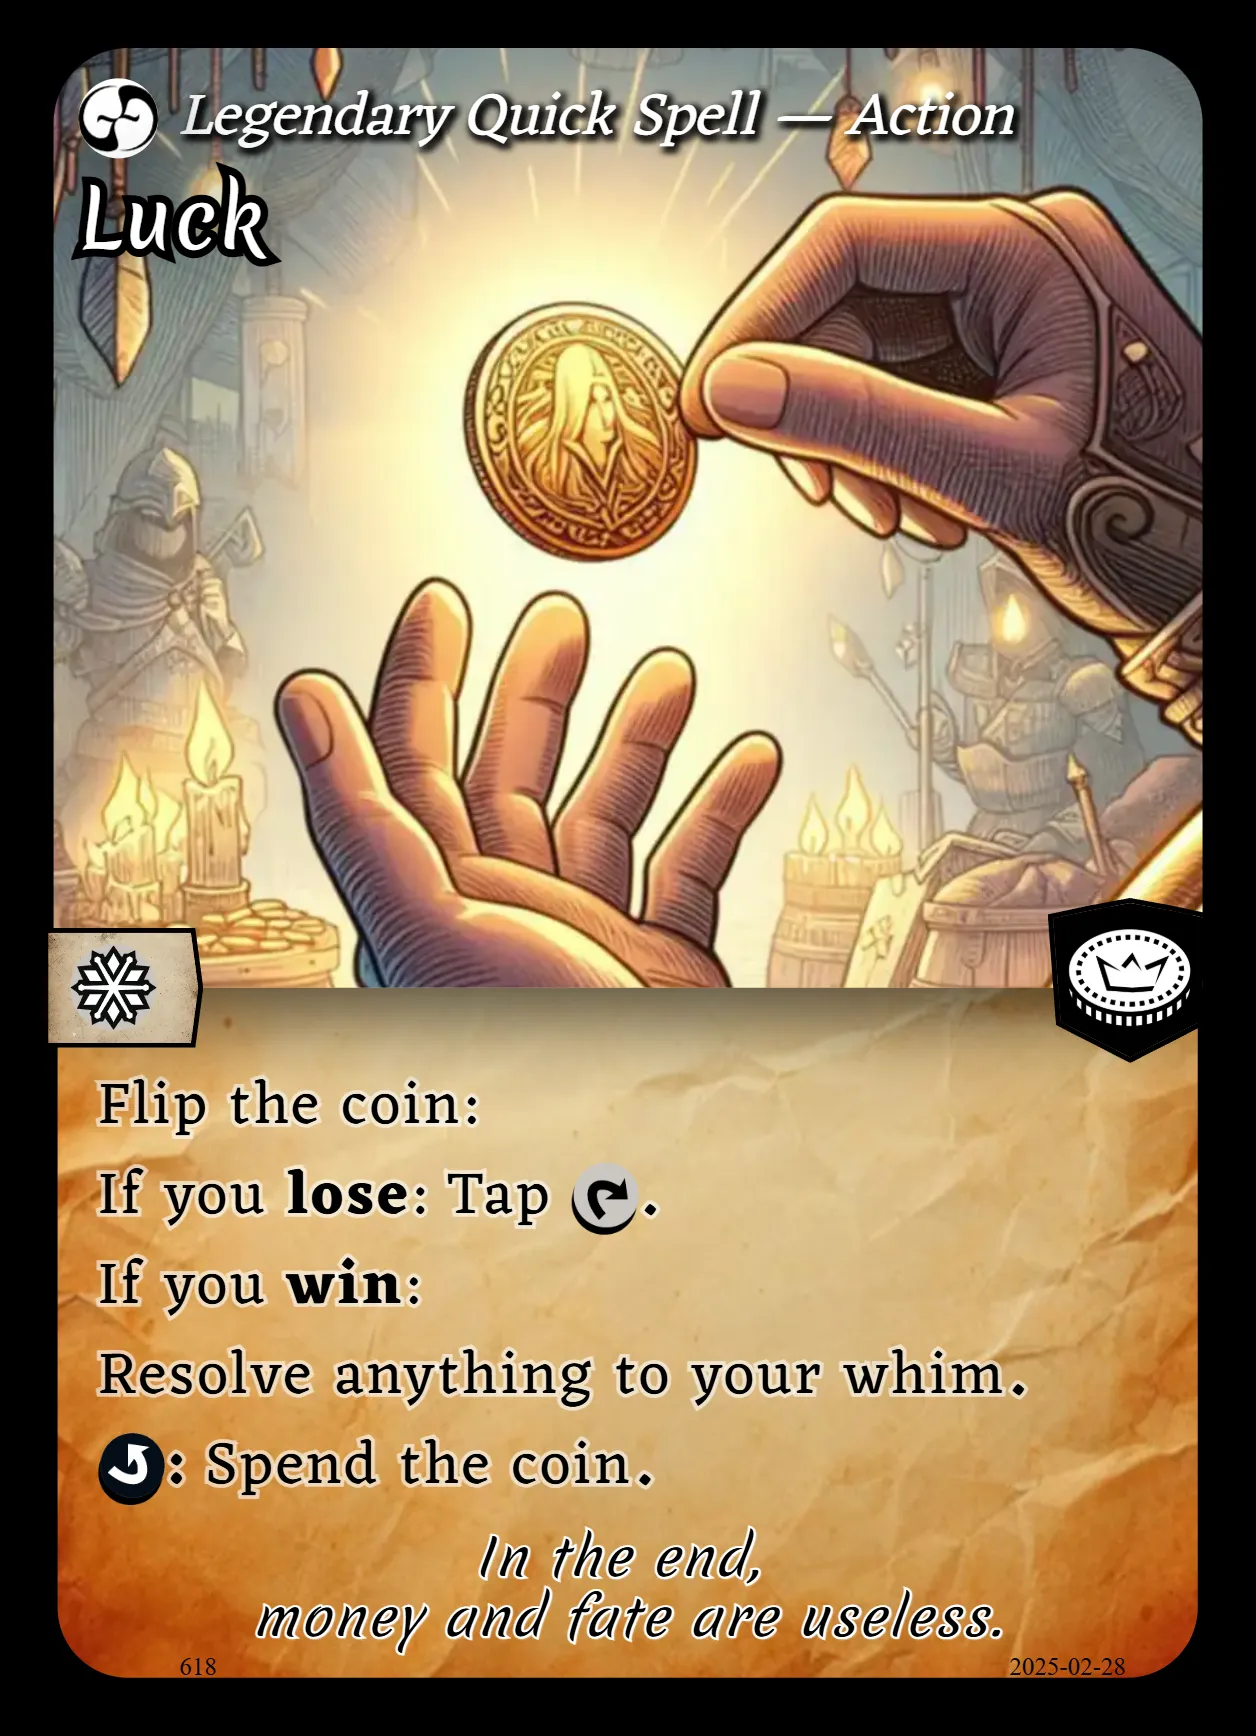 Legendary Quick Spell — Action
Luck
Flip the coin:
If you lose: Tap .
If you win:
Resolve anything to your whim.
: Spend the coin.
In the end,
money and fate are useless.
618
2025-02-28